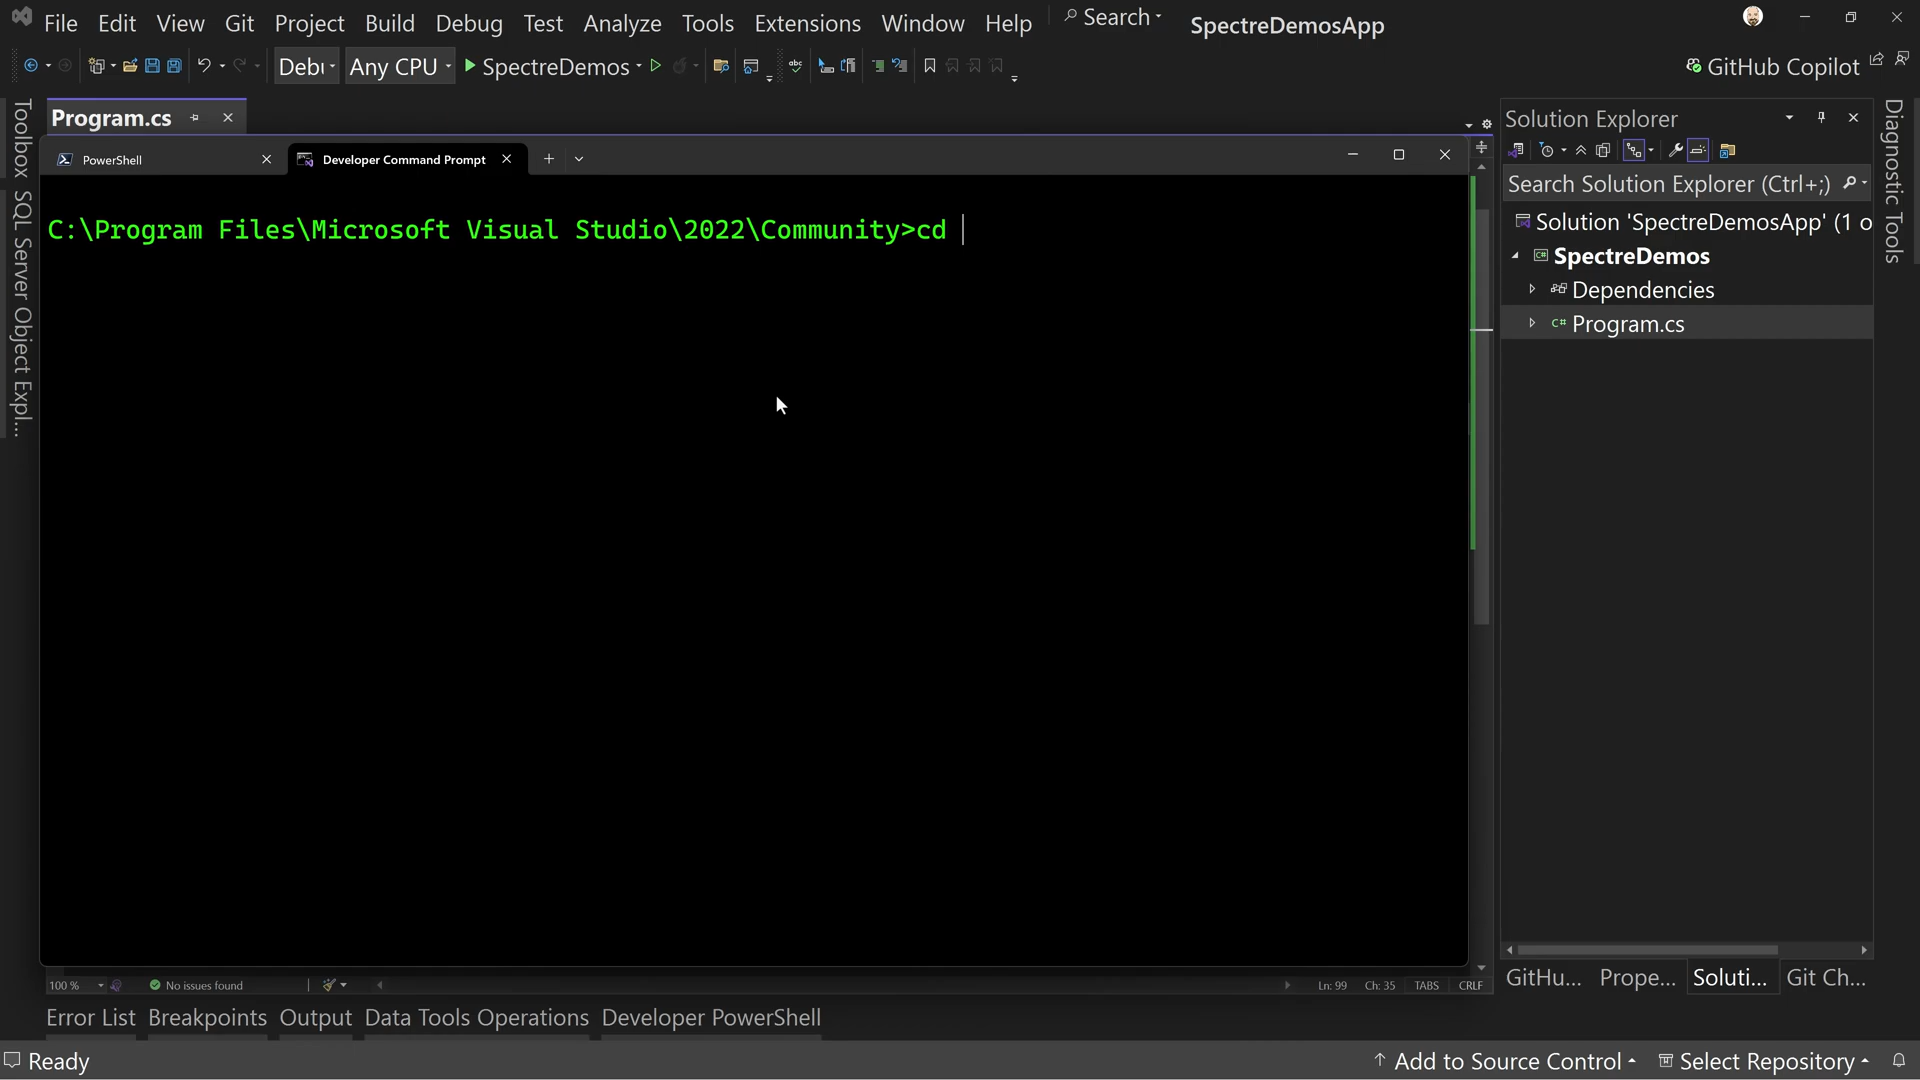 File Edit View Git Project Build Debug Test Analyze Tools Extensions Window Help Search SpectreDemosApp
Debu Any CPU SpectreDemos GitHub Copilot
Program.cs
PowerShell Developer Command Prompt
C:\Program Files\Microsoft Visual Studio\2022\Community>cd
Toolbox
SQL Server Object Expl...
Solution Explorer
Search Solution Explorer (Ctrl+;)
Solution 'SpectreDemosApp' (1 o
C# SpectreDemos
Dependencies
C# Program.cs
Diagnostic Tools
100 % No issues found Ln: 99 Ch: 35 TABS CRLF
GitHu... Prope... Soluti... Git Ch...
Error List Breakpoints Output Data Tools Operations Developer PowerShell
Ready Add to Source Control Select Repository